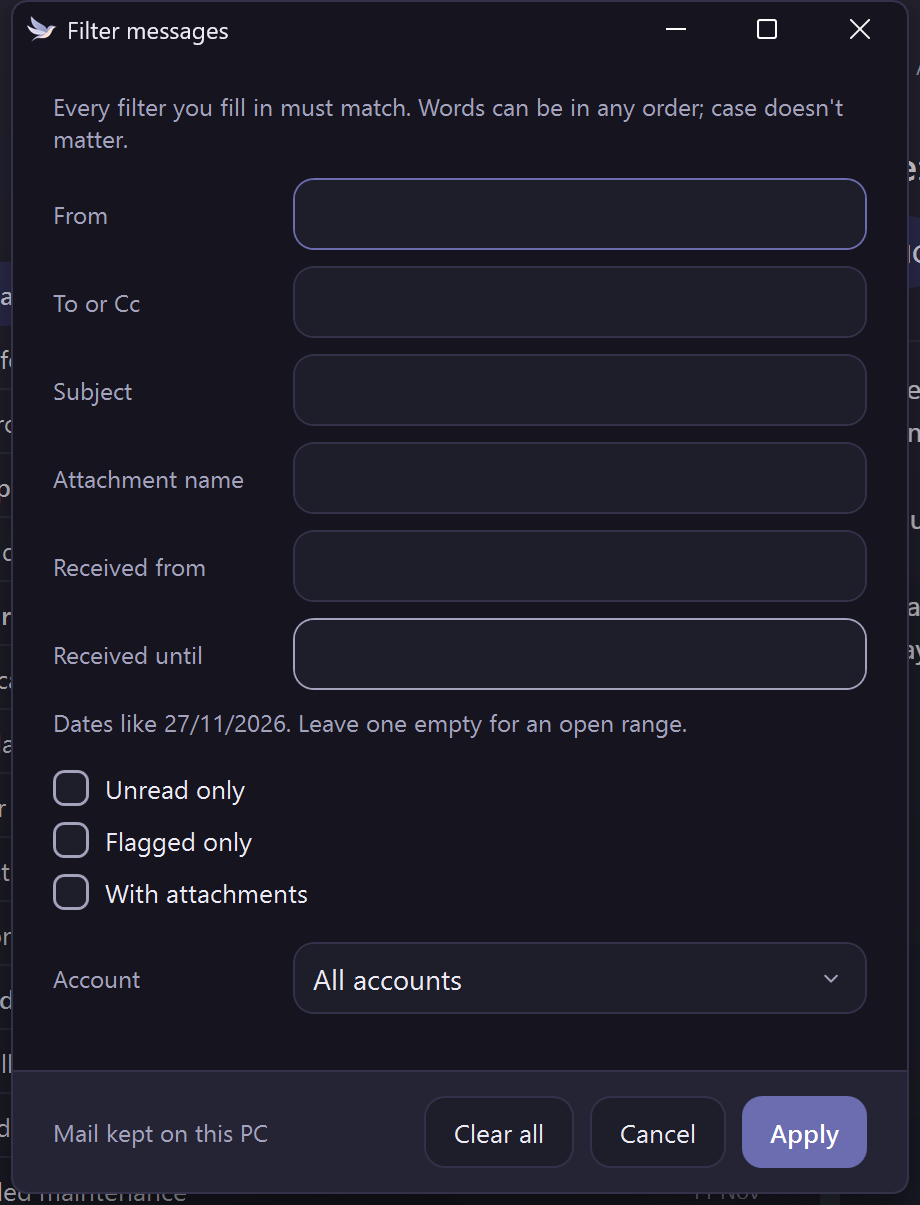 Filter messages
Every filter you fill in must match. Words can be in any order; case doesn't
matter.
From
To or Cc
Subject
Attachment name
Received from
Received until
Dates like 27/11/2026. Leave one empty for an open range.
Unread only
Flagged only
With attachments
Account
All accounts
Mail kept on this PC
Clear all
Cancel
Apply
maintenance